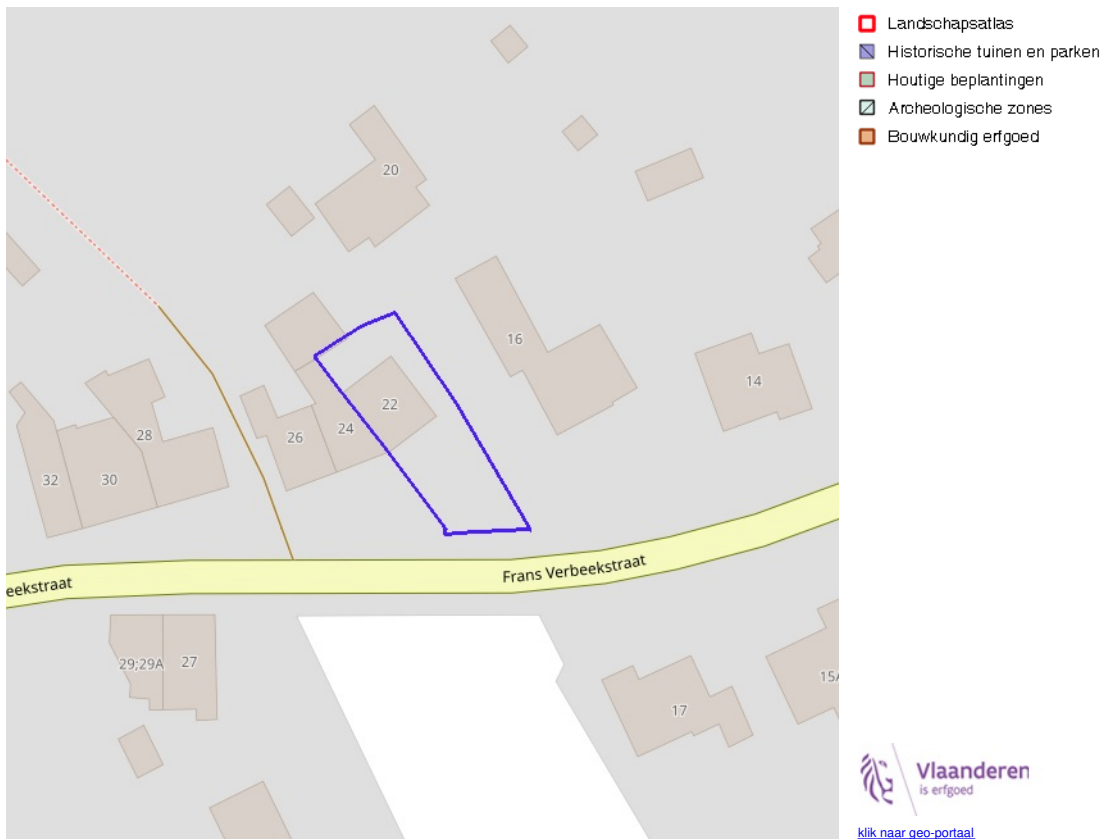 Landschapsatlas
Historische tuinen en parken
Houtige beplantingen
Archeologische zones
Bouwkundig erfgoed
20
16
14
22
24
26
28
30
32
Frans Verbeekstraat
eekstraat
29;29A
27
17
15A
Vlaanderen
is erfgoed
klik naar geo-portaal